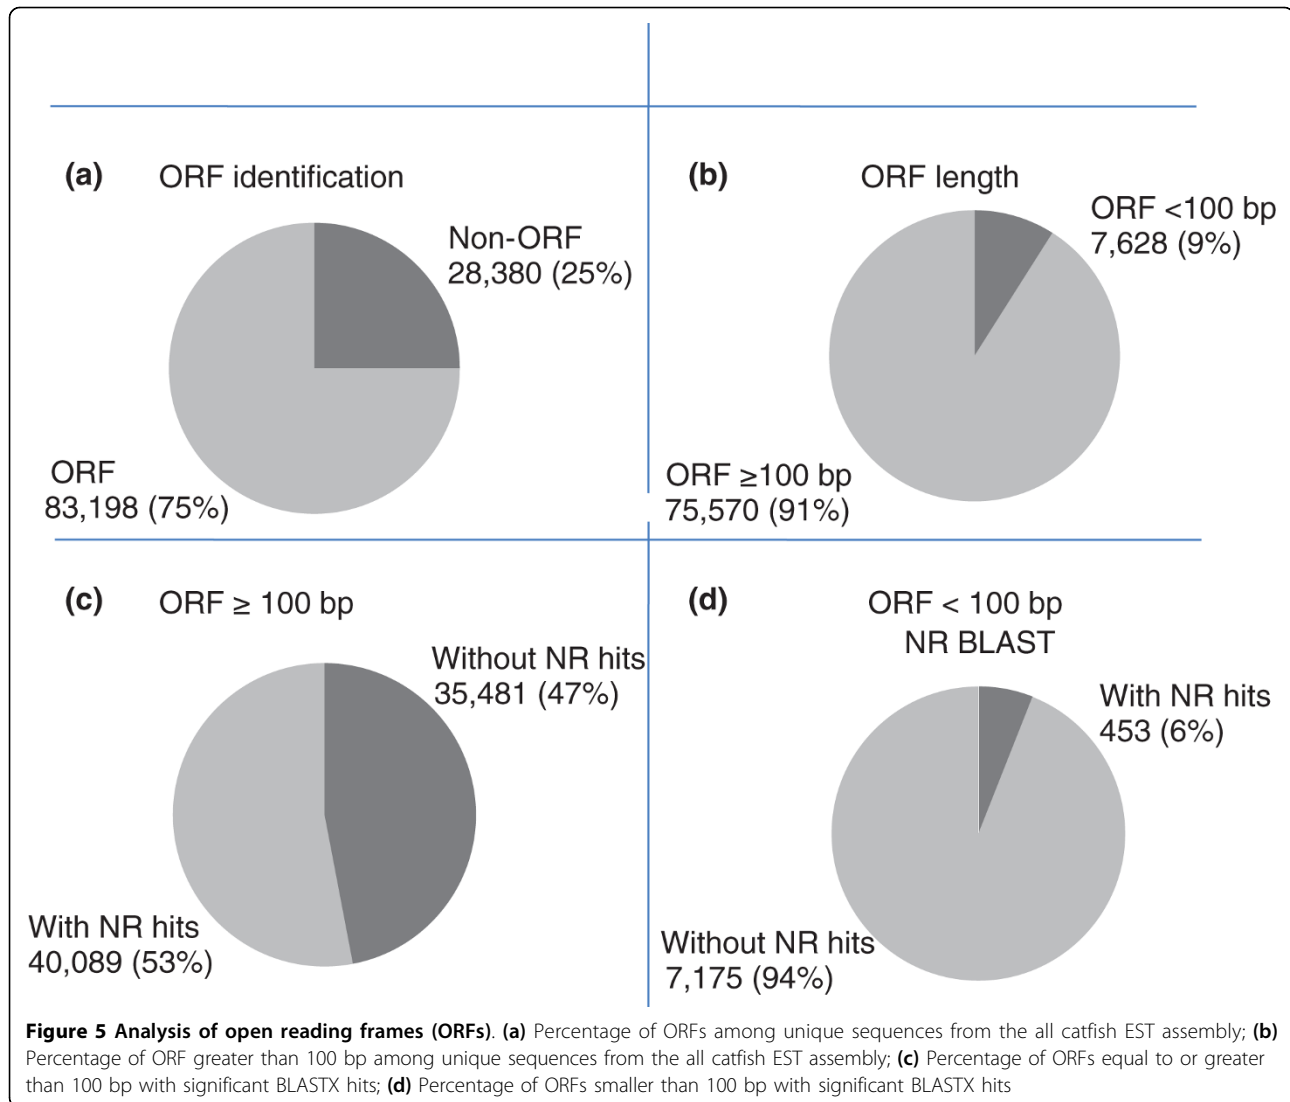 (a) ORF identification
Non-ORF
28,380 (25%)
ORF
83,198 (75%)
(b) ORF length
ORF <100 bp
7,628 (9%)
ORF ≥100 bp
75,570 (91%)
(c) ORF ≥ 100 bp
Without NR hits
35,481 (47%)
With NR hits
40,089 (53%)
(d) ORF < 100 bp
NR BLAST
With NR hits
453 (6%)
Without NR hits
7,175 (94%)
Figure 5 Analysis of open reading frames (ORFs). (a) Percentage of ORFs among unique sequences from the all catfish EST assembly; (b)
Percentage of ORF greater than 100 bp among unique sequences from the all catfish EST assembly; (c) Percentage of ORFs equal to or greater
than 100 bp with significant BLASTX hits; (d) Percentage of ORFs smaller than 100 bp with significant BLASTX hits